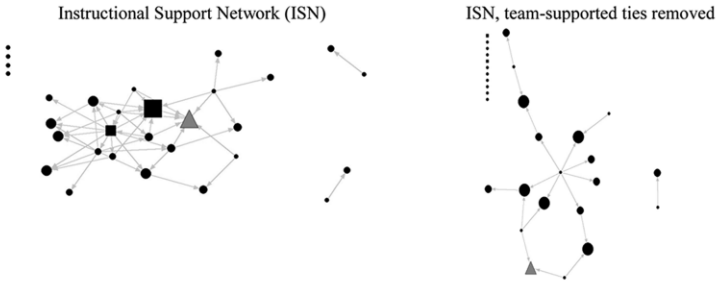 Instructional Support Network (ISN)
ISN, team-supported ties removed